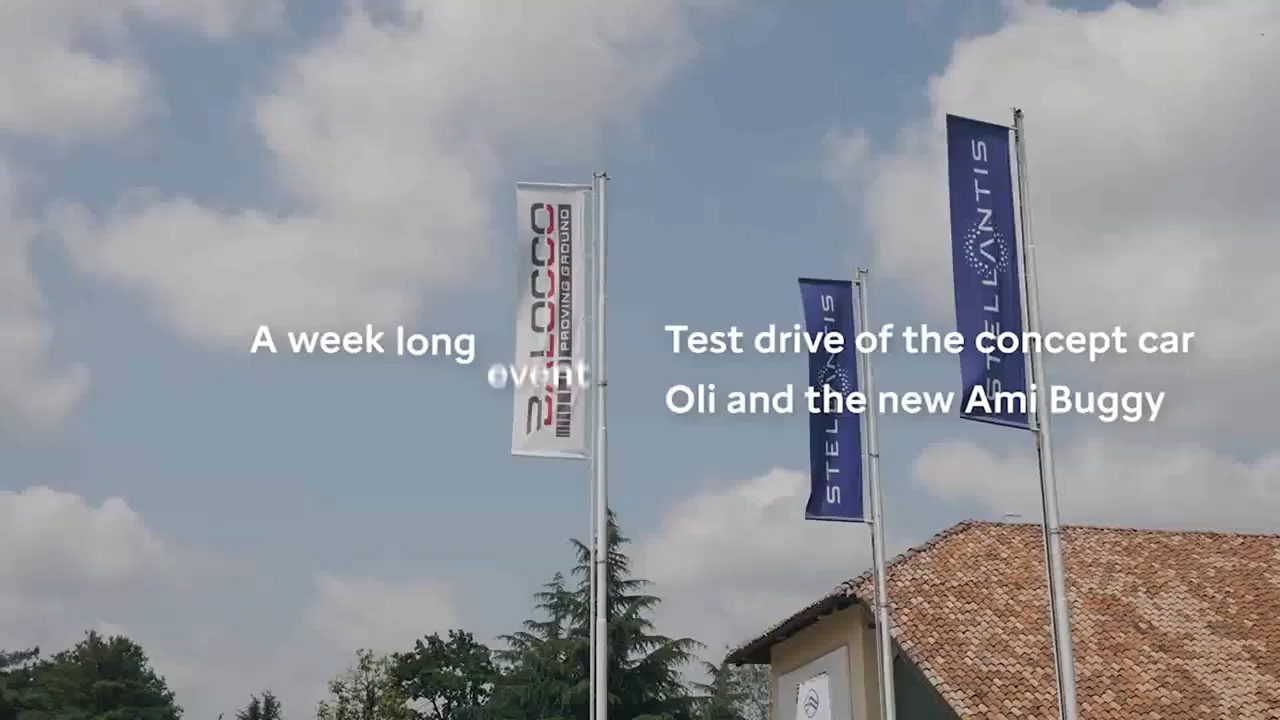 A week long
event
Test drive of the concept car
Oli and the new Ami Buggy
BALOCCO
PROVING GROUND
STELLANTIS
STELLANTIS